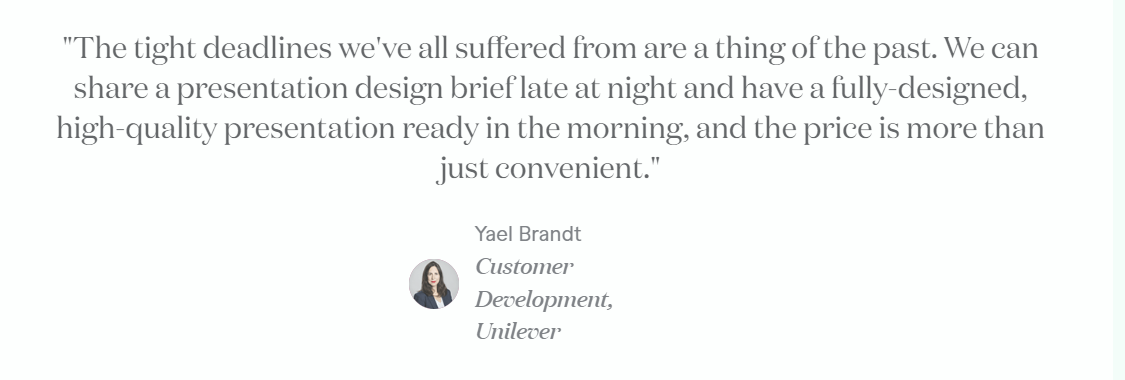 "The tight deadlines we've all suffered from are a thing of the past. We can
share a presentation design brief late at night and have a fully-designed,
high-quality presentation ready in the morning, and the price is more than
just convenient."
Yael Brandt
Customer
Development,
Unilever